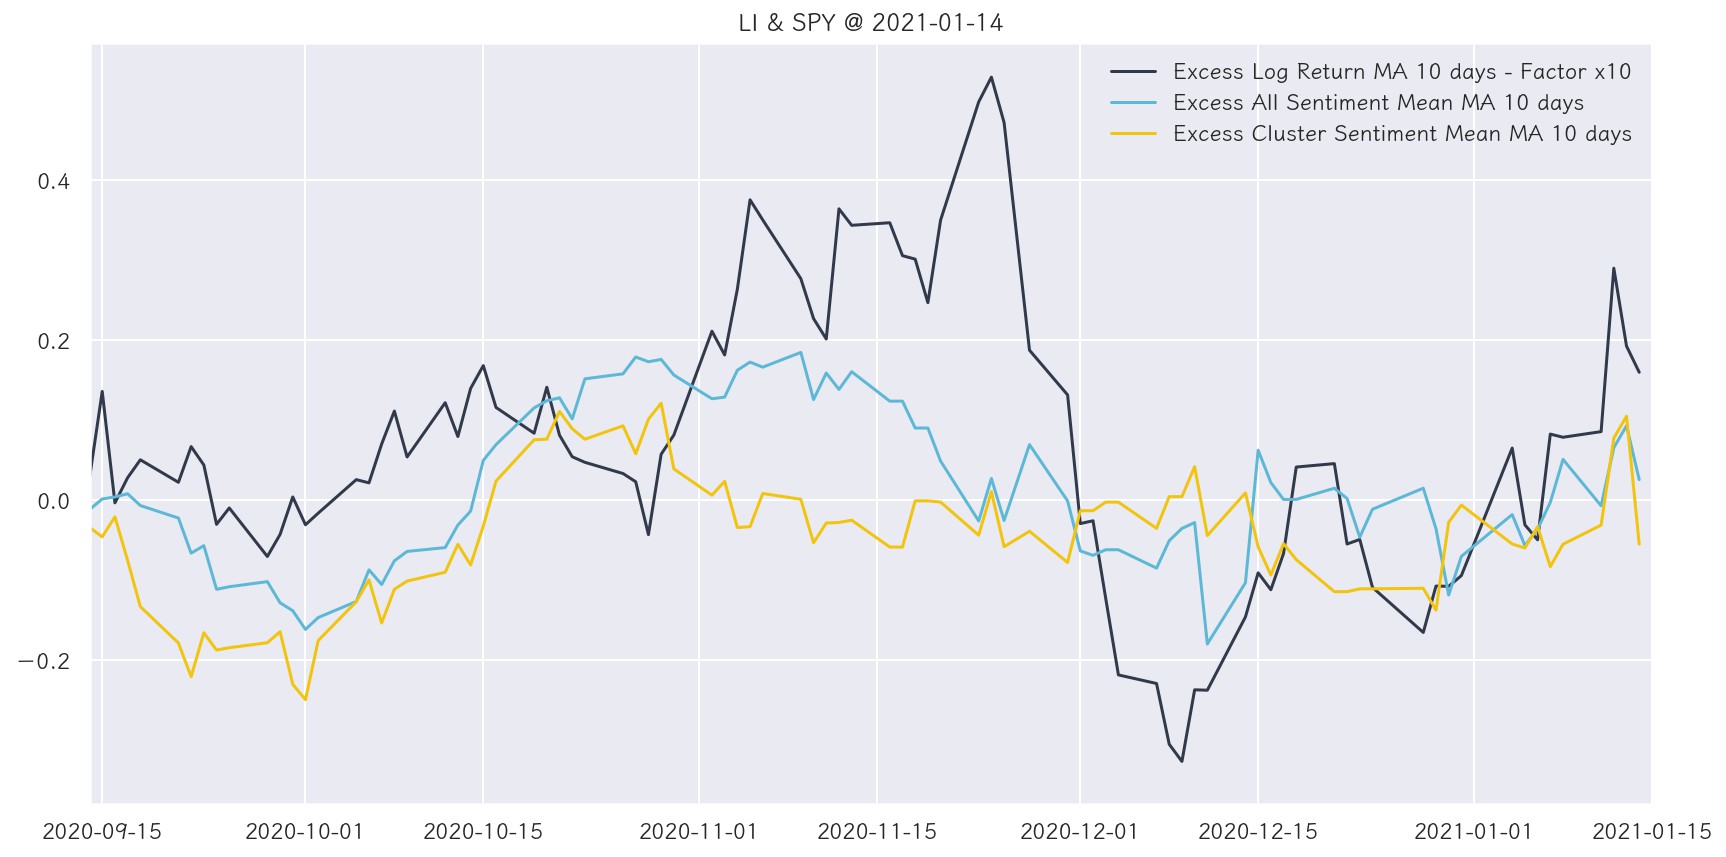 LI & SPY @ 2021-01-14
Excess Log Return MA 10 days - Factor x10
Excess All Sentiment Mean MA 10 days
Excess Cluster Sentiment Mean MA 10 days
0.4
0.2
0.0
−0.2
2020-09-15 2020-10-01 2020-10-15 2020-11-01 2020-11-15 2020-12-01 2020-12-15 2021-01-01 2021-01-15